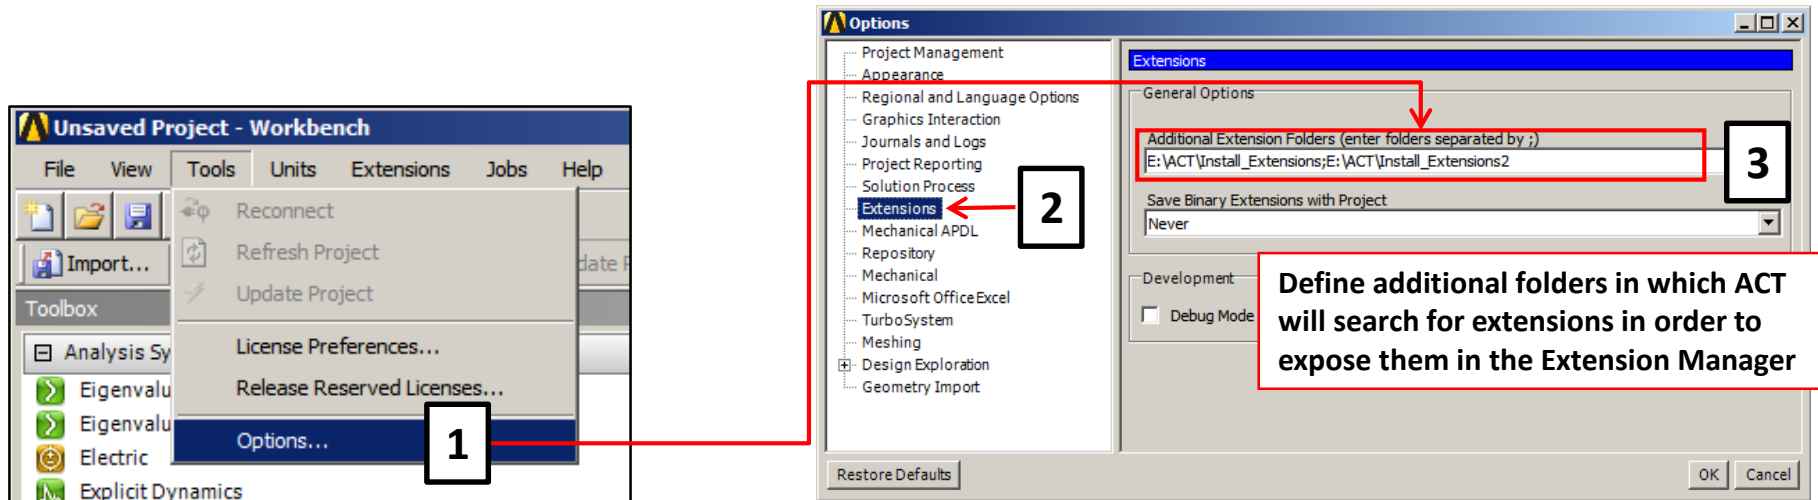 Unsaved Project - Workbench
File View Tools Units Extensions Jobs Help
Reconnect
Import...
Refresh Project
date
Update Project
Toolbox
License Preferences...
Analysis Sy
Eigenvalu
Release Reserved Licenses...
Eigenvalu
Options...
1
Electric
Explicit Dynamics
Options
Project Management
Appearance
Regional and Language Options
Graphics Interaction
Journals and Logs
Project Reporting
Solution Process
Extensions
2
Mechanical APDL
Repository
Mechanical
Microsoft Office Excel
TurboSystem
Meshing
Design Exploration
Geometry Import
Extensions
General Options
Additional Extension Folders (enter folders separated by ;)
E:\ACT\Install_Extensions;E:\ACT\Install_Extensions2
3
Save Binary Extensions with Project
Never
Development
Debug Mode
Define additional folders in which ACT
will search for extensions in order to
expose them in the Extension Manager
Restore Defaults
OK Cancel